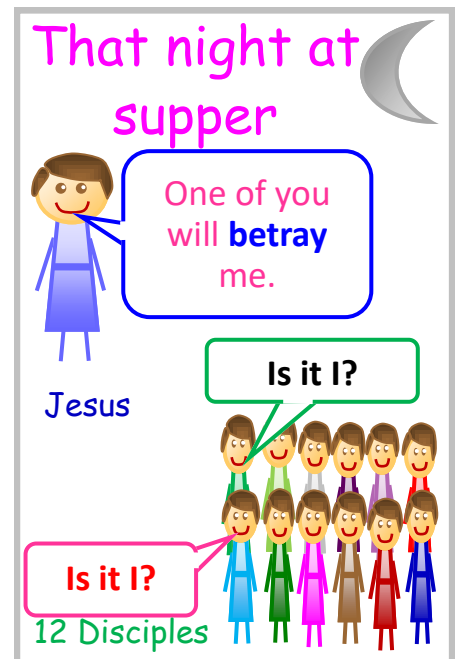 That night at
supper
One of you
will betray
me.
Jesus
Is it I?
Is it I?
12 Disciples